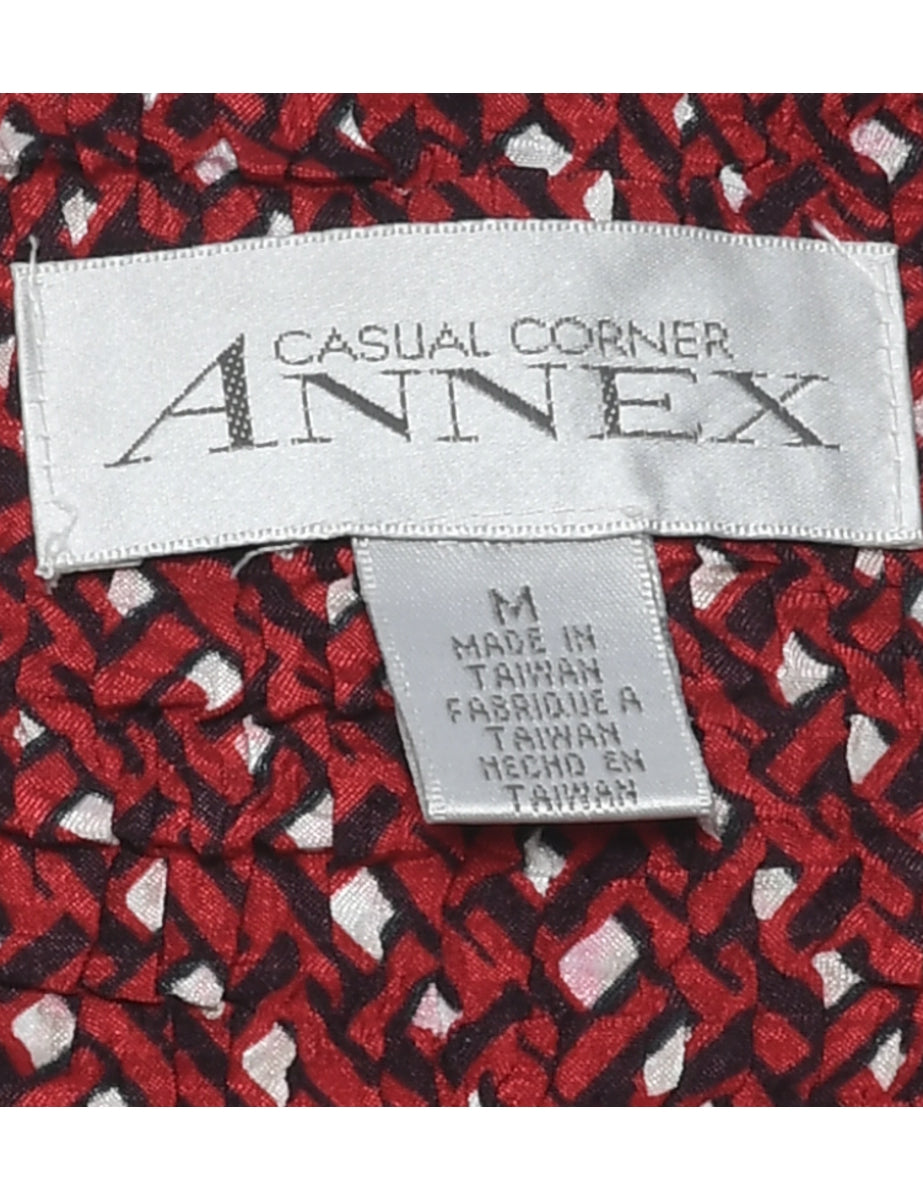 CASUAL CORNER
ANNEX
M
MADE IN
TAIWAN
FABRIQUE A
TAIWAN
HECHO EN
TAIWAN